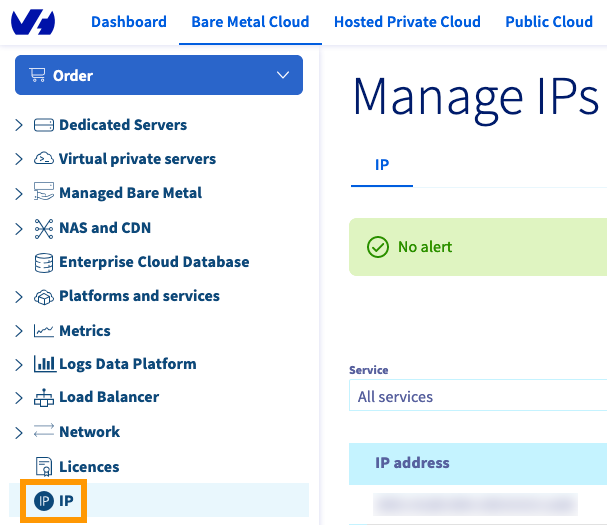 Dashboard Bare Metal Cloud Hosted Private Cloud Public Cloud
Order
Dedicated Servers
Virtual private servers
Managed Bare Metal
NAS and CDN
Enterprise Cloud Database
Platforms and services
Metrics
Logs Data Platform
Load Balancer
Network
Licences
IP IP
Manage IPs
IP
No alert
Service
All services
IP address